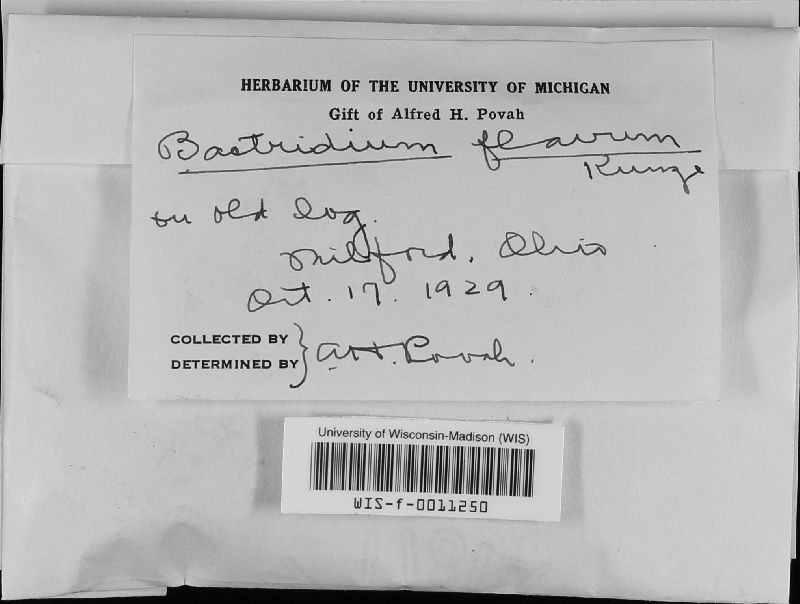 HERBARIUM OF THE UNIVERSITY OF MICHIGAN
Gift of Alfred H. Povah
Bactridium flavum
Kunze
on old log.
Milford, Ohio
Oct. 17. 1929.
COLLECTED BY
DETERMINED BY } A.H. Povah.
University of Wisconsin-Madison (WIS)
WIS-f-0011250